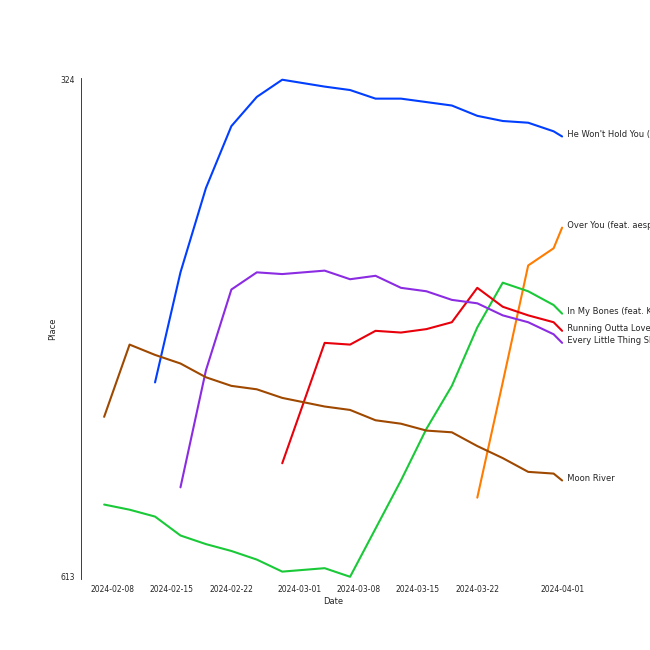 324
He Won't Hold You (
Over You (feat. aesp
In My Bones (feat. K
Running Outta Love
Every Little Thing S
Moon River
Place
613
2024-02-08 2024-02-15 2024-02-22 2024-03-01 2024-03-08 2024-03-15 2024-03-22 2024-04-01
Date